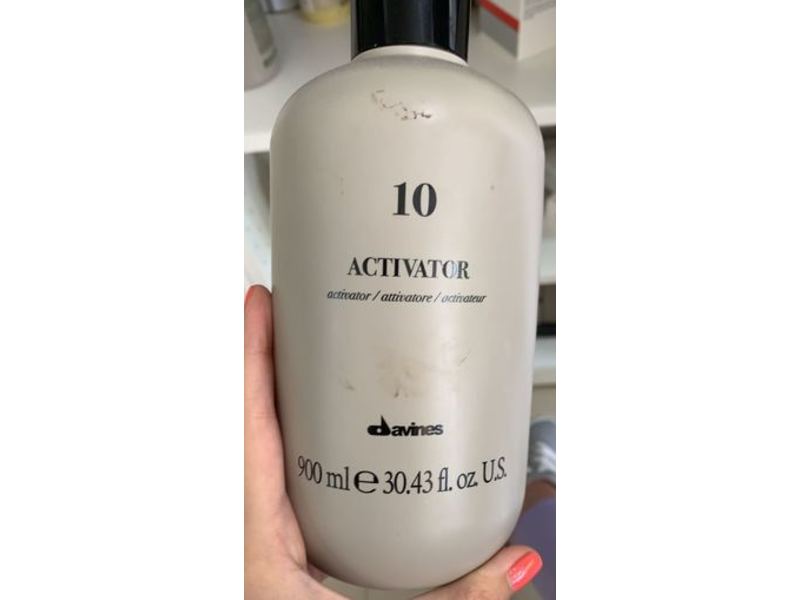 10
ACTIVATOR
activator / attivatore / activateur
davines
900 ml ℮ 30.43 fl. oz. U.S.